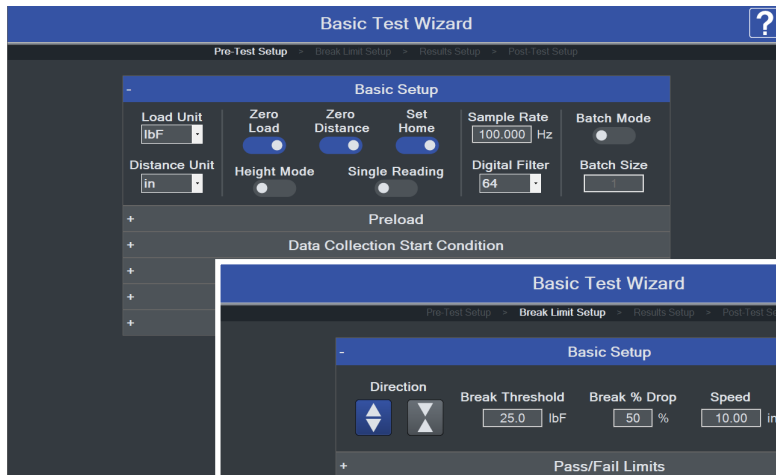 Basic Test Wizard
?
Pre-Test Setup > Break Limit Setup > Results Setup > Post-Test Setup
- Basic Setup
Load Unit
lbF
Zero Load
Zero Distance
Set Home
Sample Rate
100.000 Hz
Batch Mode
Distance Unit
in
Height Mode
Single Reading
Digital Filter
64
Batch Size
1
+ Preload
+ Data Collection Start Condition
+
+
+
Basic Test Wizard
Pre-Test Setup > Break Limit Setup > Results Setup > Post-Test
- Basic Setup
Direction
Break Threshold
25.0 lbF
Break % Drop
50 %
Speed
10.00 in
+ Pass/Fail Limits